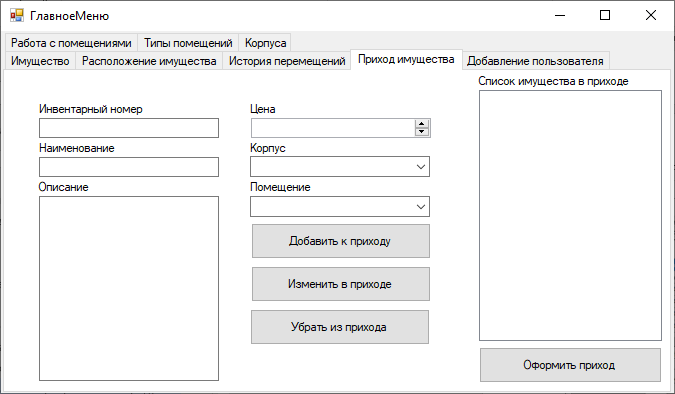 ГлавноеМеню
Работа с помещениями Типы помещений Корпуса
Имущество Расположение имущества История перемещений Приход имущества Добавление пользователя
Список имущества в приходе
Инвентарный номер Цена
Наименование Корпус
Описание Помещение
Добавить к приходу
Изменить в приходе
Убрать из прихода
Оформить приход